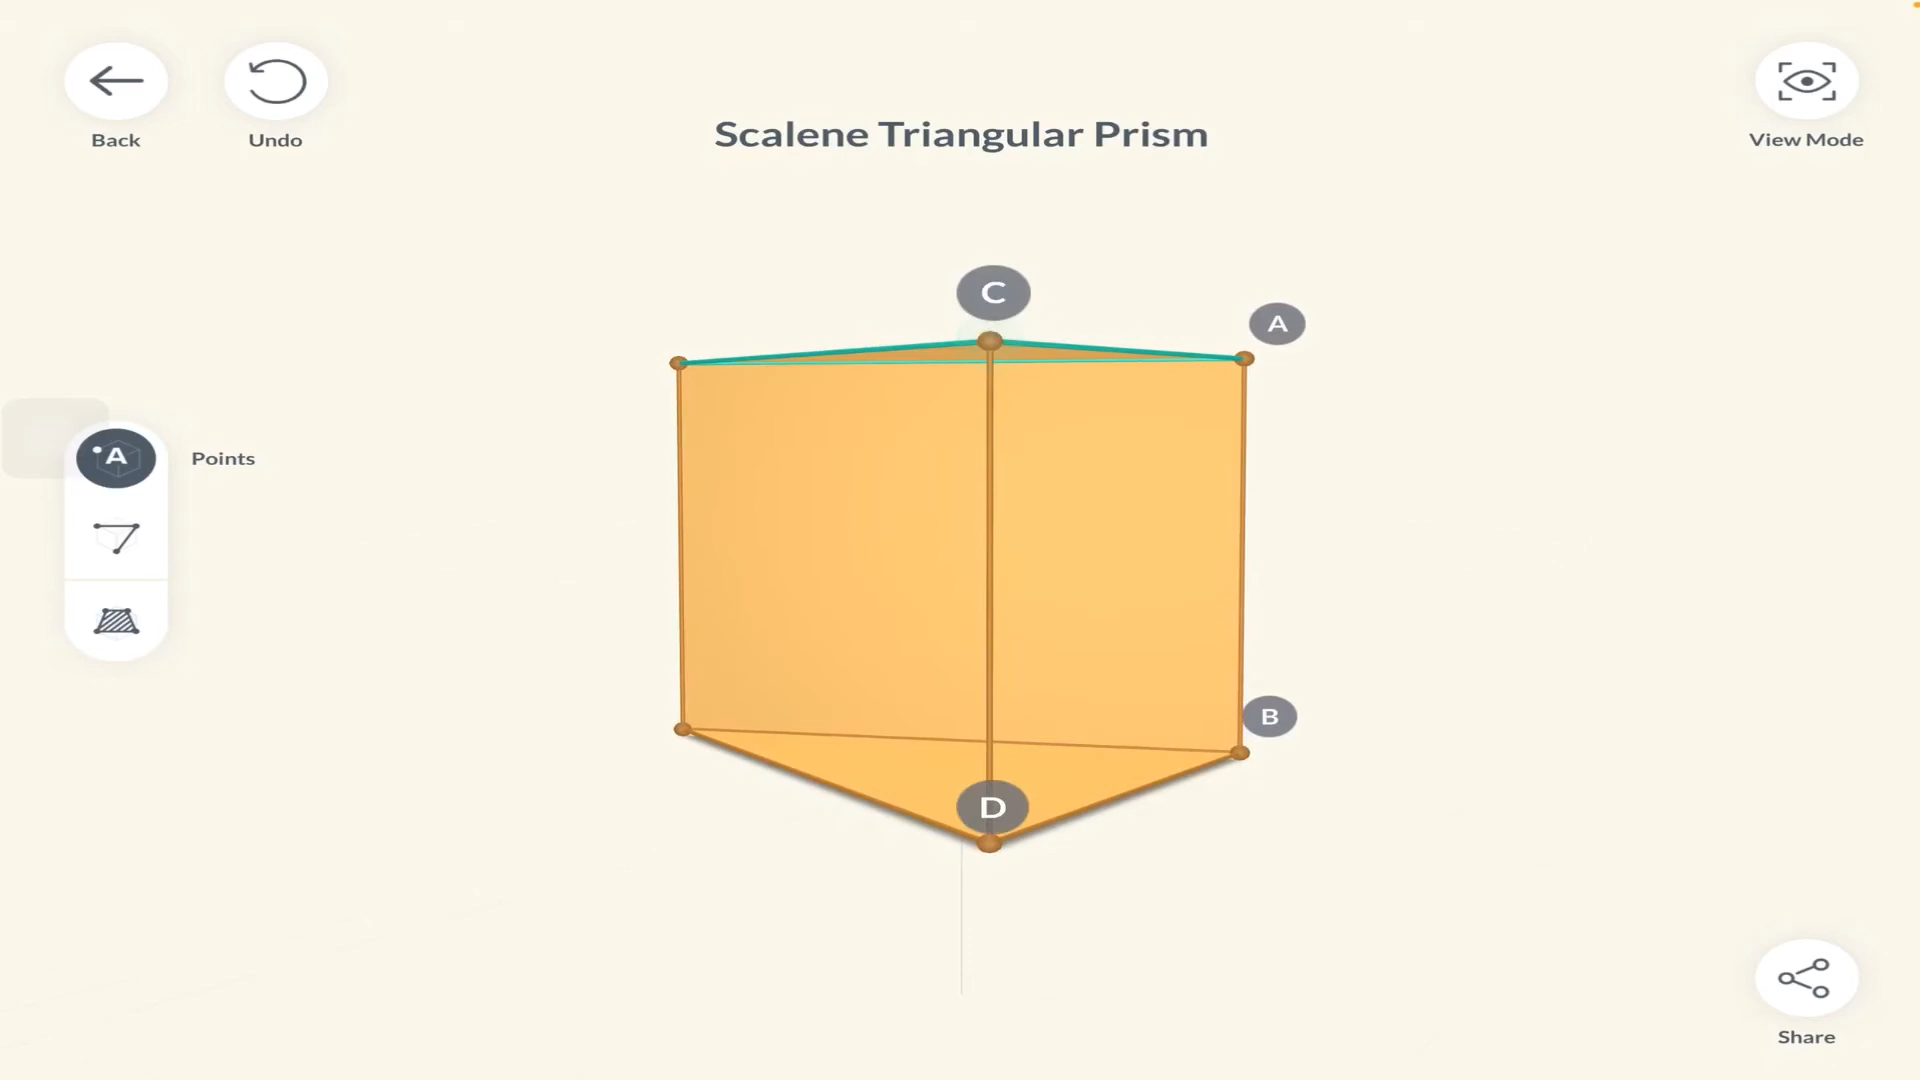 Back
Undo
View Mode
Scalene Triangular Prism
C
A
A
Points
B
D
Share